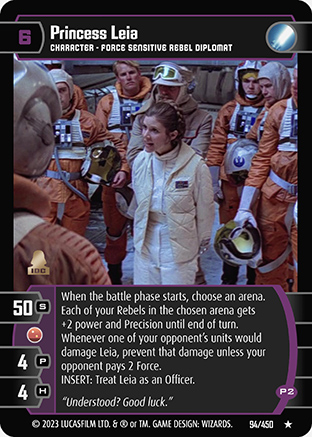 6
Princess Leia
CHARACTER - FORCE SENSITIVE REBEL DIPLOMAT
50 S
4 P
4 H
When the battle phase starts, choose an arena.
Each of your Rebels in the chosen arena gets
+2 power and Precision until end of turn.
Whenever one of your opponent's units would
damage Leia, prevent that damage unless your
opponent pays 2 Force.
INSERT: Treat Leia as an Officer.
P2
"Understood? Good luck."
© 2023 LUCASFILM LTD. & ® or TM. GAME DESIGN: WIZARDS.
94/450